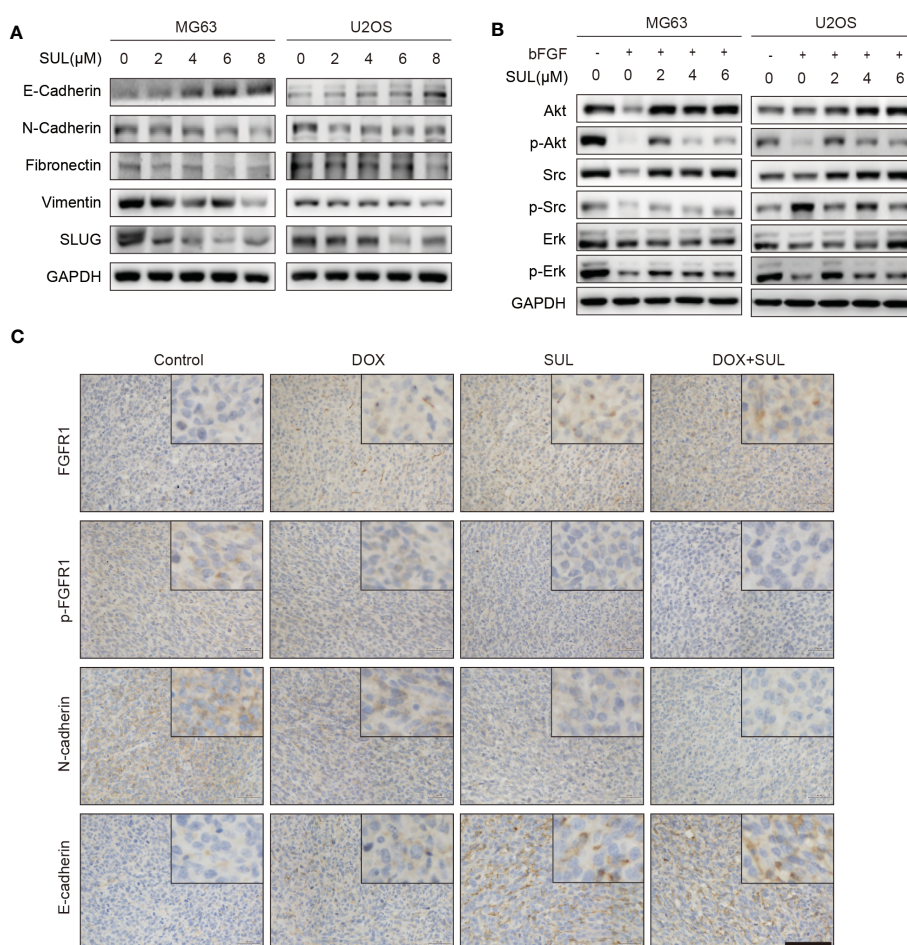 A
MG63 U2OS
SUL(μM) 0 2 4 6 8 0 2 4 6 8
E-Cadherin
N-Cadherin
Fibronectin
Vimentin
SLUG
GAPDH
B
MG63 U2OS
bFGF - + + + + - + + + +
SUL(μM) 0 0 2 4 6 0 0 2 4 6
Akt
p-Akt
Src
p-Src
Erk
p-Erk
GAPDH
C
Control DOX SUL DOX+SUL
FGFR1
p-FGFR1
N-cadherin
E-cadherin